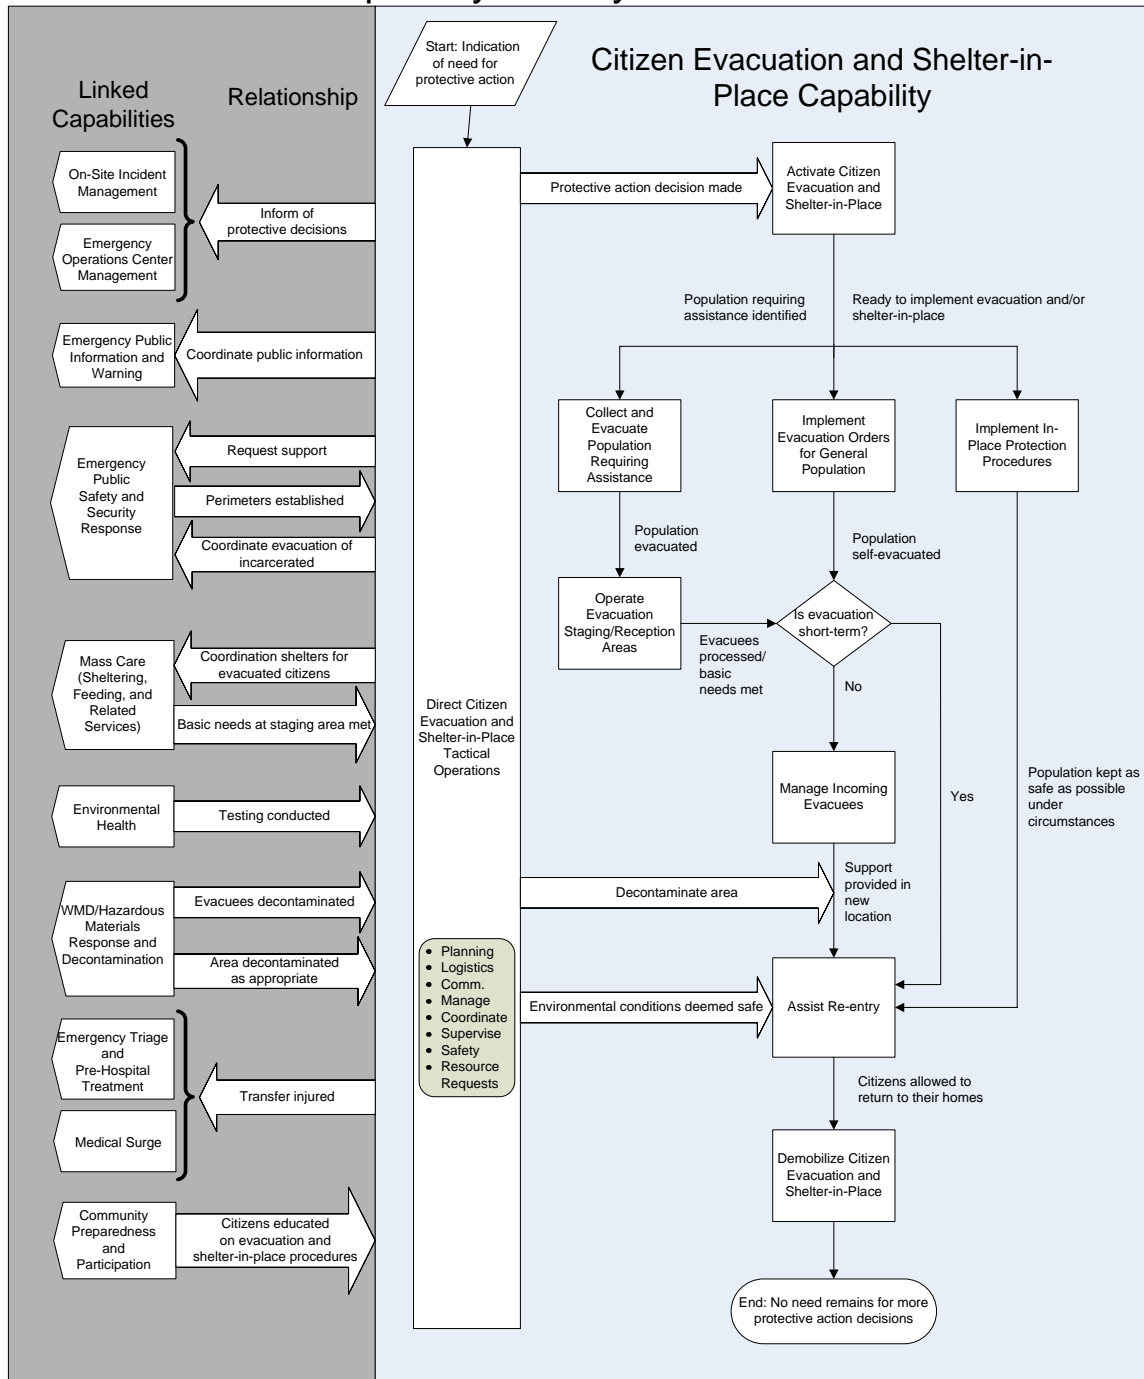 Start: Indication
of need for
protective action
Citizen Evacuation and Shelter-in-
Place Capability
Linked
Capabilities
Relationship
On-Site Incident
Management
Emergency
Operations Center
Management
Inform of
protective decisions
Emergency Public
Information and
Warning
Coordinate public information
Emergency
Public
Safety and
Security
Response
Request support
Perimeters established
Coordinate evacuation of
incarcerated
Mass Care
(Sheltering,
Feeding, and
Related
Services)
Coordination shelters for
evacuated citizens
Basic needs at staging area met
Environmental
Health
Testing conducted
WMD/Hazardous
Materials
Response and
Decontamination
Evacuees decontaminated
Area decontaminated
as appropriate
Emergency Triage
and
Pre-Hospital
Treatment
Medical Surge
Transfer injured
Community
Preparedness
and
Participation
Citizens educated
on evacuation and
shelter-in-place procedures
Direct Citizen
Evacuation and
Shelter-in-Place
Tactical
Operations
• Planning
• Logistics
• Comm.
• Manage
• Coordinate
• Supervise
• Safety
• Resource
Requests
Protective action decision made
Activate Citizen
Evacuation and
Shelter-in-Place
Population requiring
assistance identified
Ready to implement evacuation and/or
shelter-in-place
Collect and
Evacuate
Population
Requiring
Assistance
Implement
Evacuation Orders
for General
Population
Implement In-
Place Protection
Procedures
Population
evacuated
Population
self-evacuated
Operate
Evacuation
Staging/Reception
Areas
Evacuees
processed/
basic
needs met
Is evacuation
short-term?
No
Yes
Manage Incoming
Evacuees
Population kept as
safe as possible
under
circumstances
Decontaminate area
Support
provided in
new
location
Environmental conditions deemed safe
Assist Re-entry
Citizens allowed to
return to their homes
Demobilize Citizen
Evacuation and
Shelter-in-Place
End: No need remains for more
protective action decisions